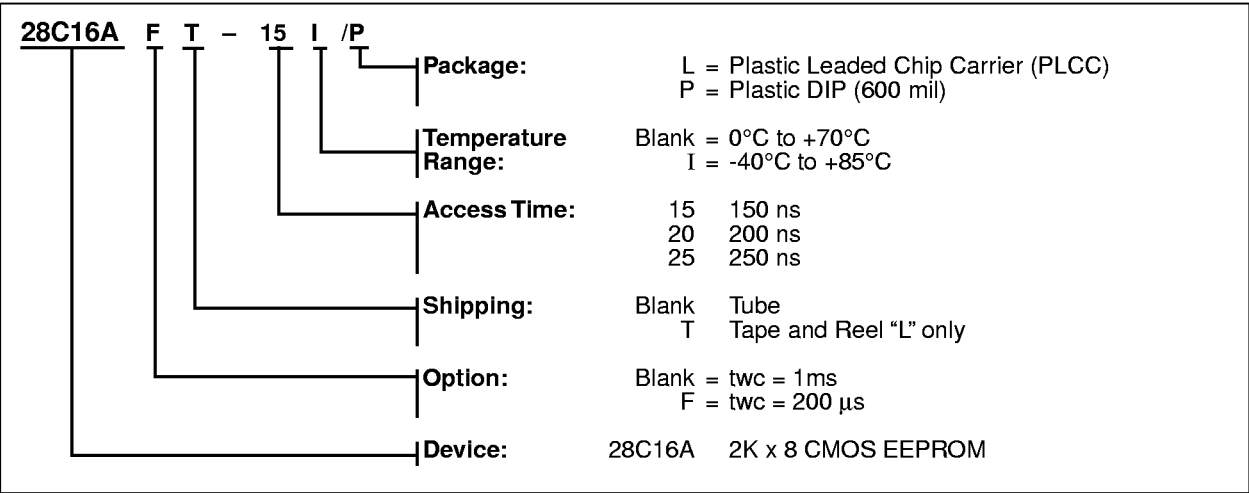 28C16A F T – 15 I /P
Package: L = Plastic Leaded Chip Carrier (PLCC)
P = Plastic DIP (600 mil)
Temperature Blank = 0°C to +70°C
Range: I = -40°C to +85°C
Access Time: 15 150 ns
20 200 ns
25 250 ns
Shipping: Blank Tube
T Tape and Reel “L” only
Option: Blank = twc = 1ms
F = twc = 200 μs
Device: 28C16A 2K x 8 CMOS EEPROM